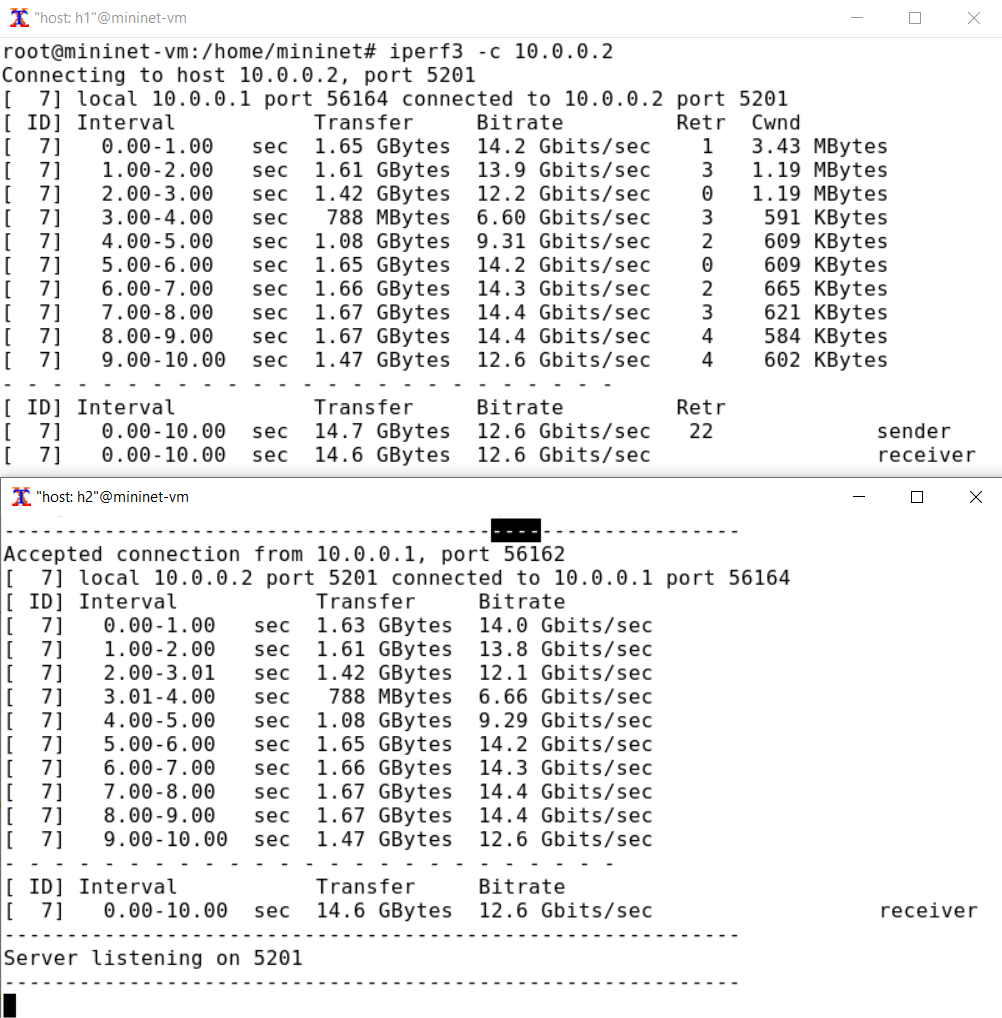 "host: h1"@mininet-vm
root@mininet-vm:/home/mininet# iperf3 -c 10.0.0.2
Connecting to host 10.0.0.2, port 5201
[  7] local 10.0.0.1 port 56164 connected to 10.0.0.2 port 5201
[ ID] Interval           Transfer     Bitrate         Retr  Cwnd
[  7]   0.00-1.00   sec  1.65 GBytes  14.2 Gbits/sec    1   3.43 MBytes
[  7]   1.00-2.00   sec  1.61 GBytes  13.9 Gbits/sec    3   1.19 MBytes
[  7]   2.00-3.00   sec  1.42 GBytes  12.2 Gbits/sec    0   1.19 MBytes
[  7]   3.00-4.00   sec   788 MBytes  6.60 Gbits/sec    3    591 KBytes
[  7]   4.00-5.00   sec  1.08 GBytes  9.31 Gbits/sec    2    609 KBytes
[  7]   5.00-6.00   sec  1.65 GBytes  14.2 Gbits/sec    0    609 KBytes
[  7]   6.00-7.00   sec  1.66 GBytes  14.3 Gbits/sec    2    665 KBytes
[  7]   7.00-8.00   sec  1.67 GBytes  14.4 Gbits/sec    3    621 KBytes
[  7]   8.00-9.00   sec  1.67 GBytes  14.4 Gbits/sec    4    584 KBytes
[  7]   9.00-10.00  sec  1.47 GBytes  12.6 Gbits/sec    4    602 KBytes
- - - - - - - - - - - - - - - - - - - - - - - - -
[ ID] Interval           Transfer     Bitrate         Retr
[  7]   0.00-10.00  sec  14.7 GBytes  12.6 Gbits/sec   22             sender
[  7]   0.00-10.00  sec  14.6 GBytes  12.6 Gbits/sec                  receiver
"host: h2"@mininet-vm
-----------------------------------------------------------
Accepted connection from 10.0.0.1, port 56162
[  7] local 10.0.0.2 port 5201 connected to 10.0.0.1 port 56164
[ ID] Interval           Transfer     Bitrate
[  7]   0.00-1.00   sec  1.63 GBytes  14.0 Gbits/sec
[  7]   1.00-2.00   sec  1.61 GBytes  13.8 Gbits/sec
[  7]   2.00-3.01   sec  1.42 GBytes  12.1 Gbits/sec
[  7]   3.01-4.00   sec   788 MBytes  6.66 Gbits/sec
[  7]   4.00-5.00   sec  1.08 GBytes  9.29 Gbits/sec
[  7]   5.00-6.00   sec  1.65 GBytes  14.2 Gbits/sec
[  7]   6.00-7.00   sec  1.66 GBytes  14.3 Gbits/sec
[  7]   7.00-8.00   sec  1.67 GBytes  14.4 Gbits/sec
[  7]   8.00-9.00   sec  1.67 GBytes  14.4 Gbits/sec
[  7]   9.00-10.00  sec  1.47 GBytes  12.6 Gbits/sec
- - - - - - - - - - - - - - - - - - - - - - - - -
[ ID] Interval           Transfer     Bitrate
[  7]   0.00-10.00  sec  14.6 GBytes  12.6 Gbits/sec                  receiver
-----------------------------------------------------------
Server listening on 5201
-----------------------------------------------------------